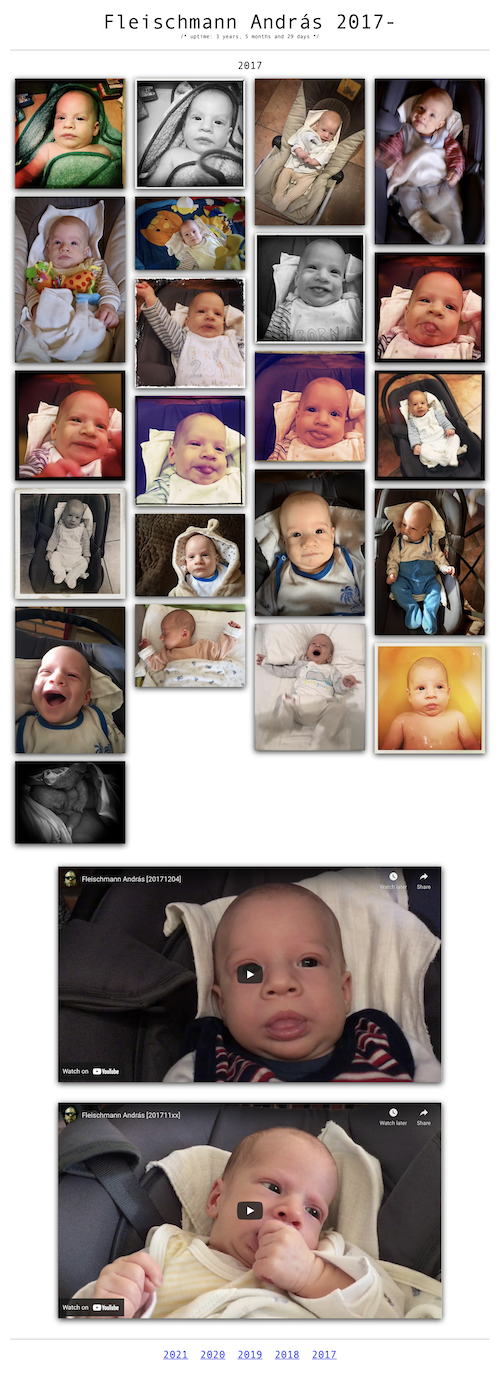 Fleischmann András 2017-
/* uptime: 3 years, 5 months and 29 days */
2017
Fleischmann András [20171204]
Watch later
Share
Watch on YouTube
Fleischmann András [201711xx]
Watch later
Share
Watch on YouTube
2021 2020 2019 2018 2017